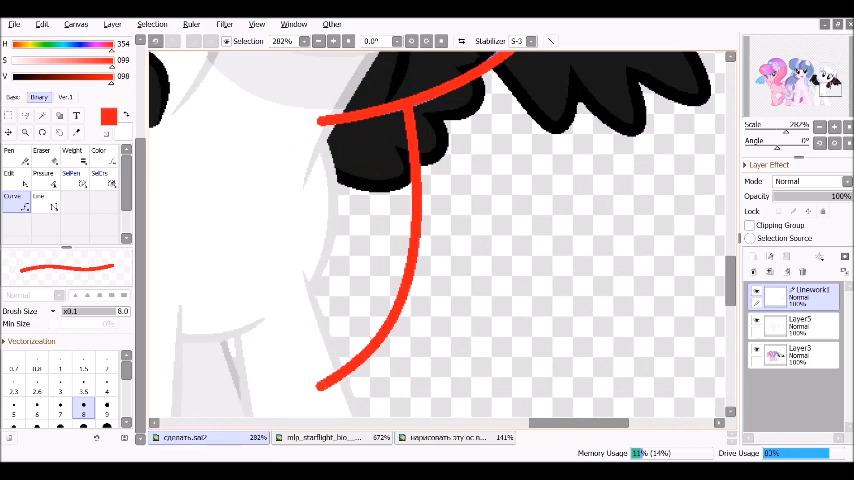 File Edit Canvas Layer Selection Ruler Filter View Window Other
H 354
S 099
V 098
Selection 282% 0.0° Stabilizer S-3
Basic Binary Ver.1
T
Pen Eraser Weight Color
Edit Prssure SelPen SelErs
Curve Line
Normal
Brush Size x0.1 8.0
Min Size 0%
Vectorization
0.7 0.8 1 1.5 2
2.3 2.6 3 3.5 4
5 6 7 8 9
Scale 282%
Angle 0°
Layer Effect
Mode Normal
Opacity 100%
Lock
Clipping Group
Selection Source
Linework1
Normal
100%
Layer5
Normal
100%
Layer3
Normal
100%
сделать.sai2 282% mlp_starflight_bio__... 672% нарисовать эту ос в... 141%
Memory Usage 11% (14%) Drive Usage 83%